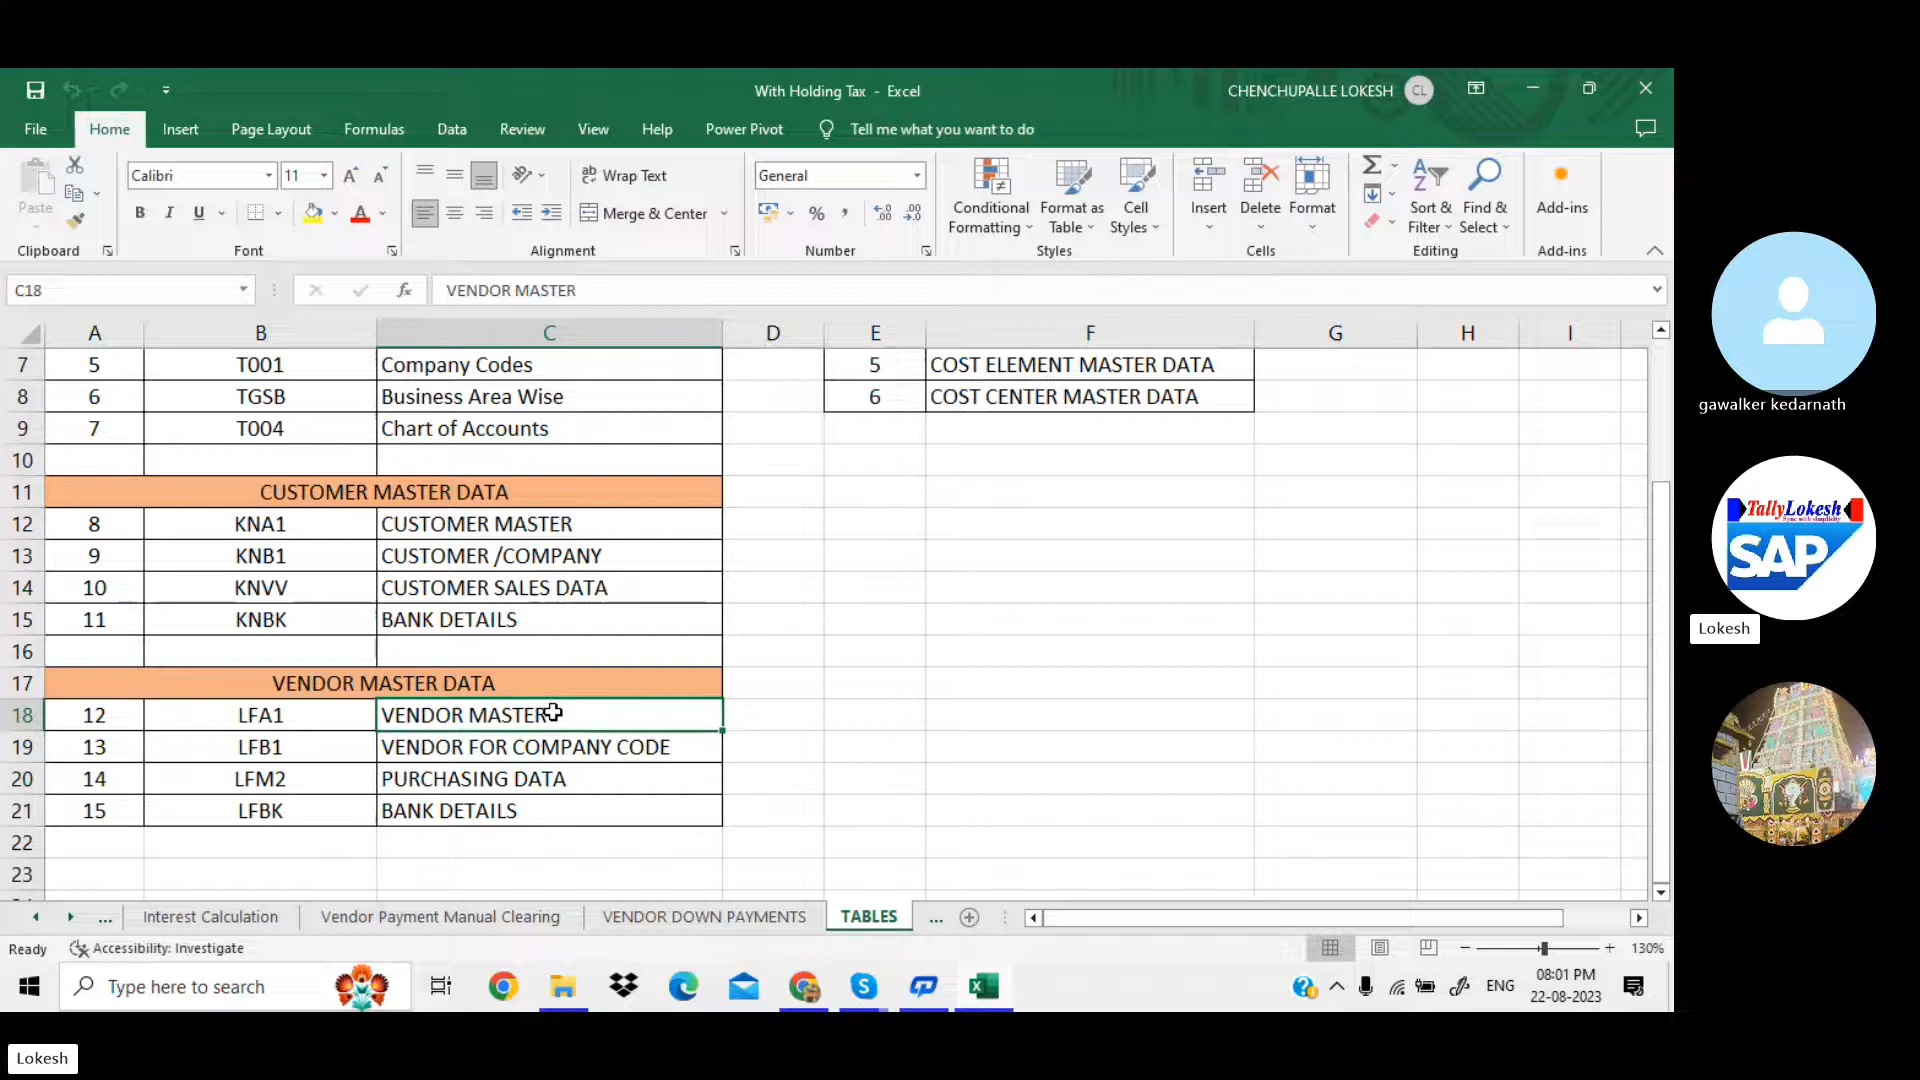 With Holding Tax - Excel
CHENCHUPALLE LOKESH
CL
File Home Insert Page Layout Formulas Data Review View Help Power Pivot Tell me what you want to do
Paste
Calibri 11
Wrap Text
Merge & Center
General
Conditional Formatting
Format as Table
Cell Styles
Insert
Delete
Format
Sort & Filter
Find & Select
Add-ins
Clipboard Font Alignment Number Styles Cells Editing Add-ins
C18 VENDOR MASTER
A B C D E F G H I
7 5 T001 Company Codes 5 COST ELEMENT MASTER DATA
8 6 TGSB Business Area Wise 6 COST CENTER MASTER DATA
9 7 T004 Chart of Accounts
10
11 CUSTOMER MASTER DATA
12 8 KNA1 CUSTOMER MASTER
13 9 KNB1 CUSTOMER /COMPANY
14 10 KNVV CUSTOMER SALES DATA
15 11 KNBK BANK DETAILS
16
17 VENDOR MASTER DATA
18 12 LFA1 VENDOR MASTER
19 13 LFB1 VENDOR FOR COMPANY CODE
20 14 LFM2 PURCHASING DATA
21 15 LFBK BANK DETAILS
22
23
... Interest Calculation Vendor Payment Manual Clearing VENDOR DOWN PAYMENTS TABLES ...
Ready Accessibility: Investigate 130%
Type here to search
ENG
08:01 PM
22-08-2023
gawalker kedarnath
TallyLokesh
Sync with simplicity
SAP
Lokesh
Lokesh